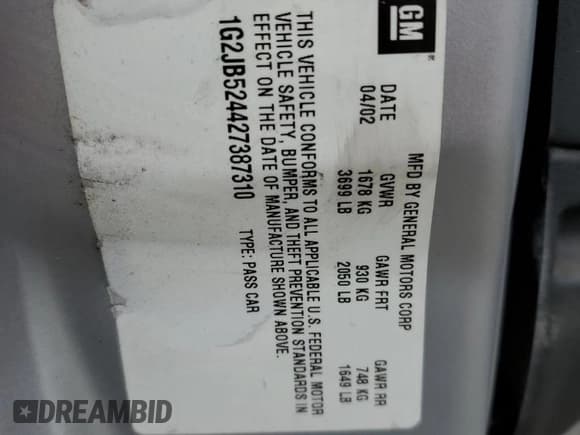 GM
MFD BY GENERAL MOTORS CORP
DATE GVWR GAWR FRT GAWR RR
04/02 1678 KG 930 KG 748 KG
3699 LB 2050 LB 1649 LB
THIS VEHICLE CONFORMS TO ALL APPLICABLE U.S. FEDERAL MOTOR
VEHICLE SAFETY, BUMPER, AND THEFT PREVENTION STANDARDS IN
EFFECT ON THE DATE OF MANUFACTURE SHOWN ABOVE.
1G2JB524427387310 TYPE: PASS CAR
DREAMBID